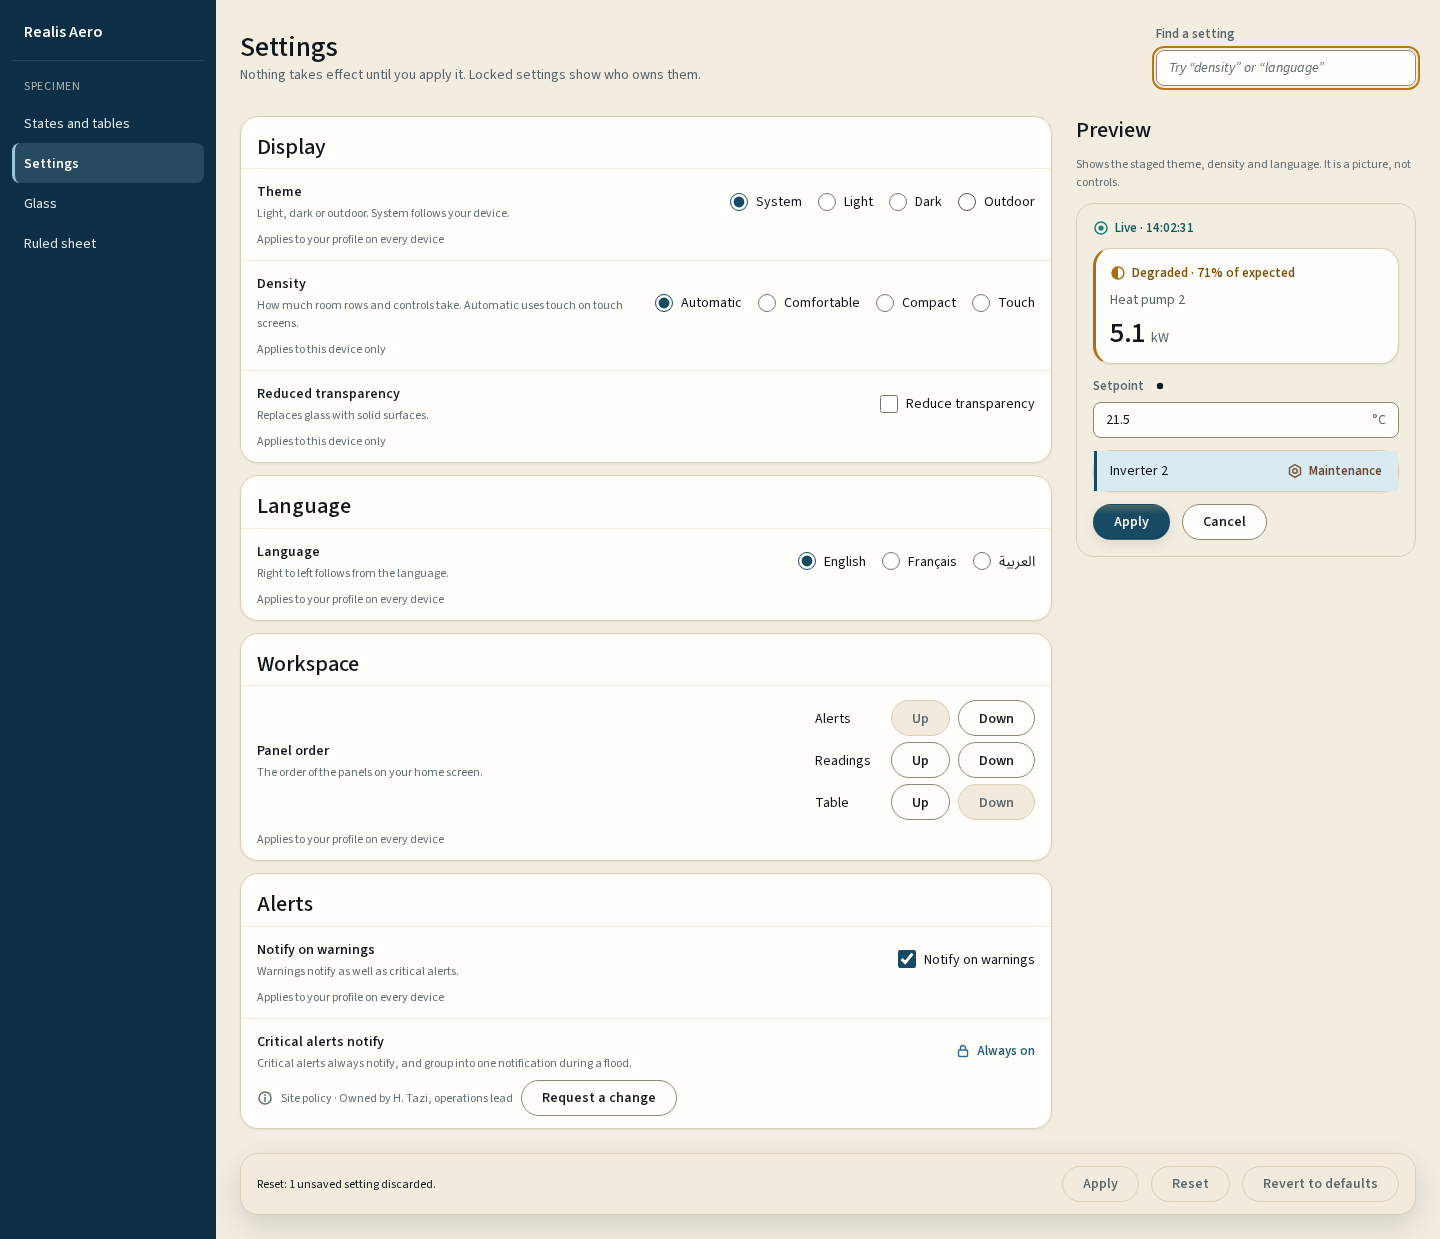 Realis Aero
SPECIMEN
States and tables
Settings
Glass
Ruled sheet
Settings
Nothing takes effect until you apply it. Locked settings show who owns them.
Find a setting
Try “density” or “language”
Display
Theme
Light, dark or outdoor. System follows your device.
System Light Dark Outdoor
Applies to your profile on every device
Density
How much room rows and controls take. Automatic uses touch on touch
screens.
Automatic Comfortable Compact Touch
Applies to this device only
Reduced transparency
Replaces glass with solid surfaces.
Reduce transparency
Applies to this device only
Language
Language
Right to left follows from the language.
English Français العربية
Applies to your profile on every device
Workspace
Panel order
The order of the panels on your home screen.
Alerts Up Down
Readings Up Down
Table Up Down
Applies to your profile on every device
Alerts
Notify on warnings
Warnings notify as well as critical alerts.
Notify on warnings
Applies to your profile on every device
Critical alerts notify
Critical alerts always notify, and group into one notification during a flood.
Always on
Site policy · Owned by H. Tazi, operations lead Request a change
Preview
Shows the staged theme, density and language. It is a picture, not
controls.
Live · 14:02:31
Degraded · 71% of expected
Heat pump 2
5.1 kW
Setpoint
21.5 °C
Inverter 2 Maintenance
Apply Cancel
Reset: 1 unsaved setting discarded.
Apply Reset Revert to defaults